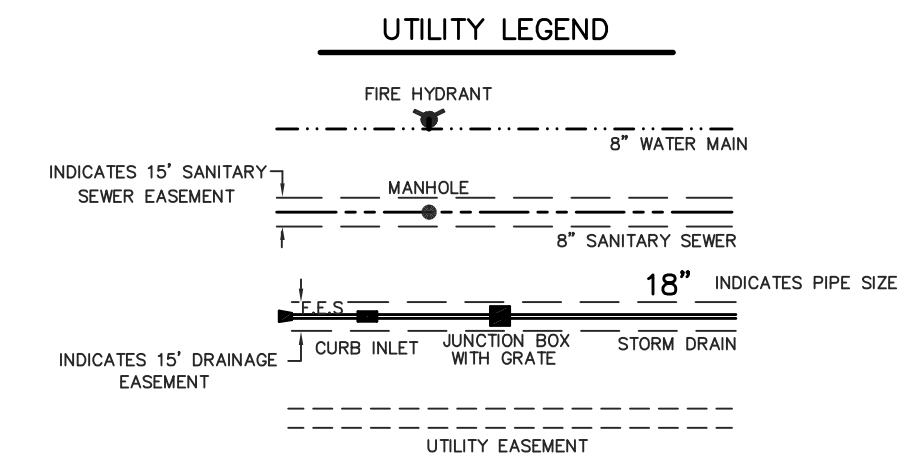 UTILITY LEGEND
FIRE HYDRANT
8" WATER MAIN
INDICATES 15' SANITARY
SEWER EASEMENT
MANHOLE
8" SANITARY SEWER
18" INDICATES PIPE SIZE
F.E.S
CURB INLET
JUNCTION BOX
WITH GRATE
STORM DRAIN
INDICATES 15' DRAINAGE
EASEMENT
UTILITY EASEMENT